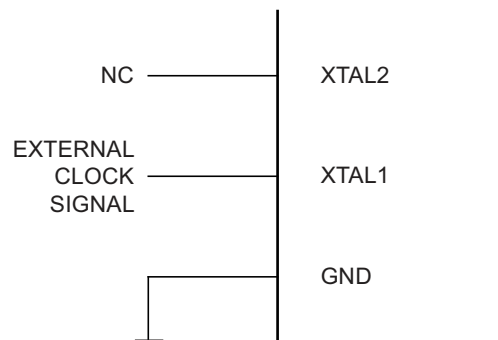 NC
XTAL2
EXTERNAL
CLOCK
SIGNAL
XTAL1
GND